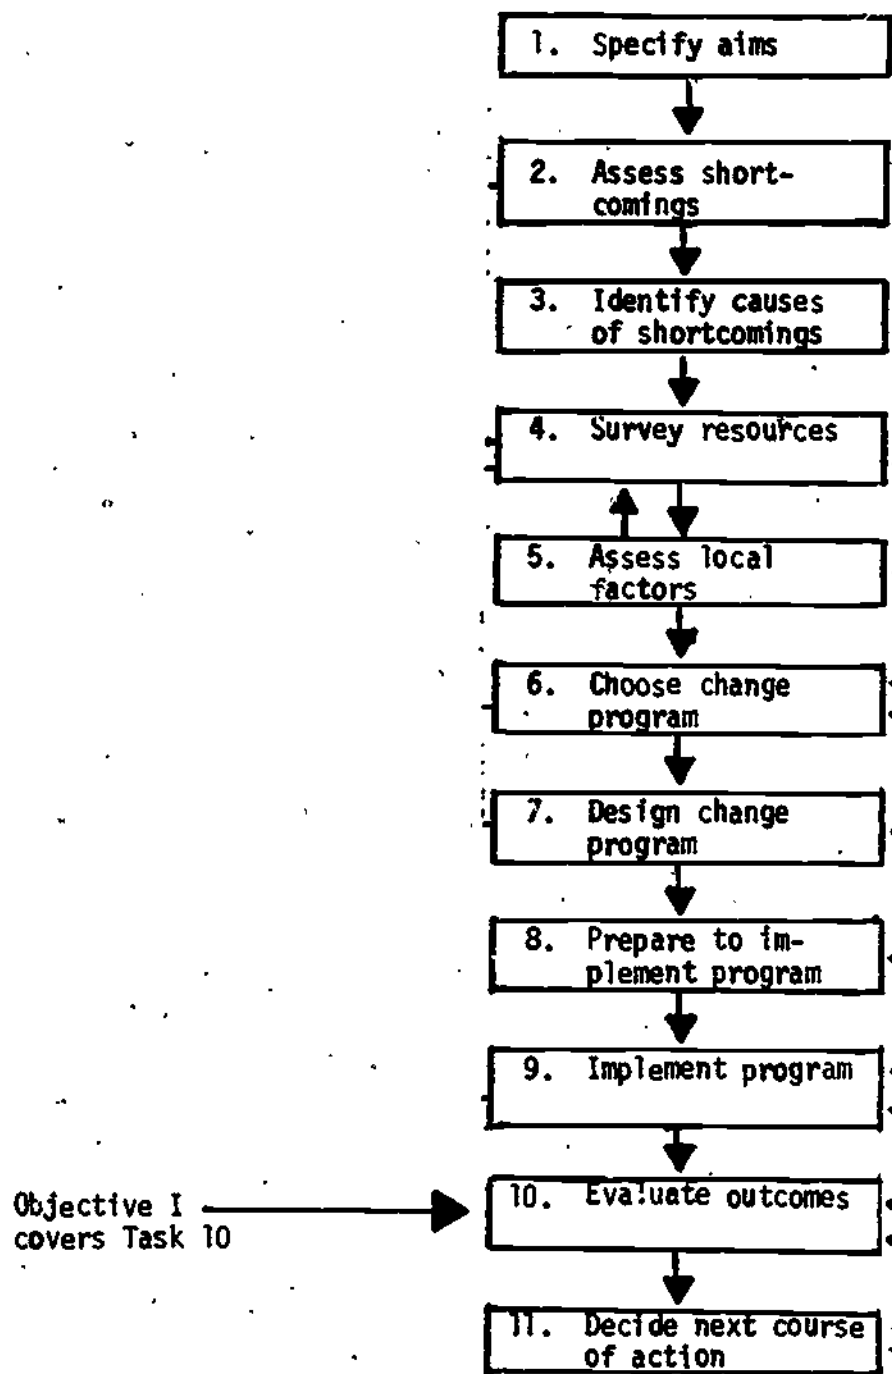 1. Specify aims
2. Assess short-
comings
3. Identify causes
of shortcomings
4. Survey resources
5. Assess local
factors
6. Choose change
program
7. Design change
program
8. Prepare to im-
plement program
9. Implement program
Objective I
covers Task 10
10. Evaluate outcomes
11. Decide next course
of action